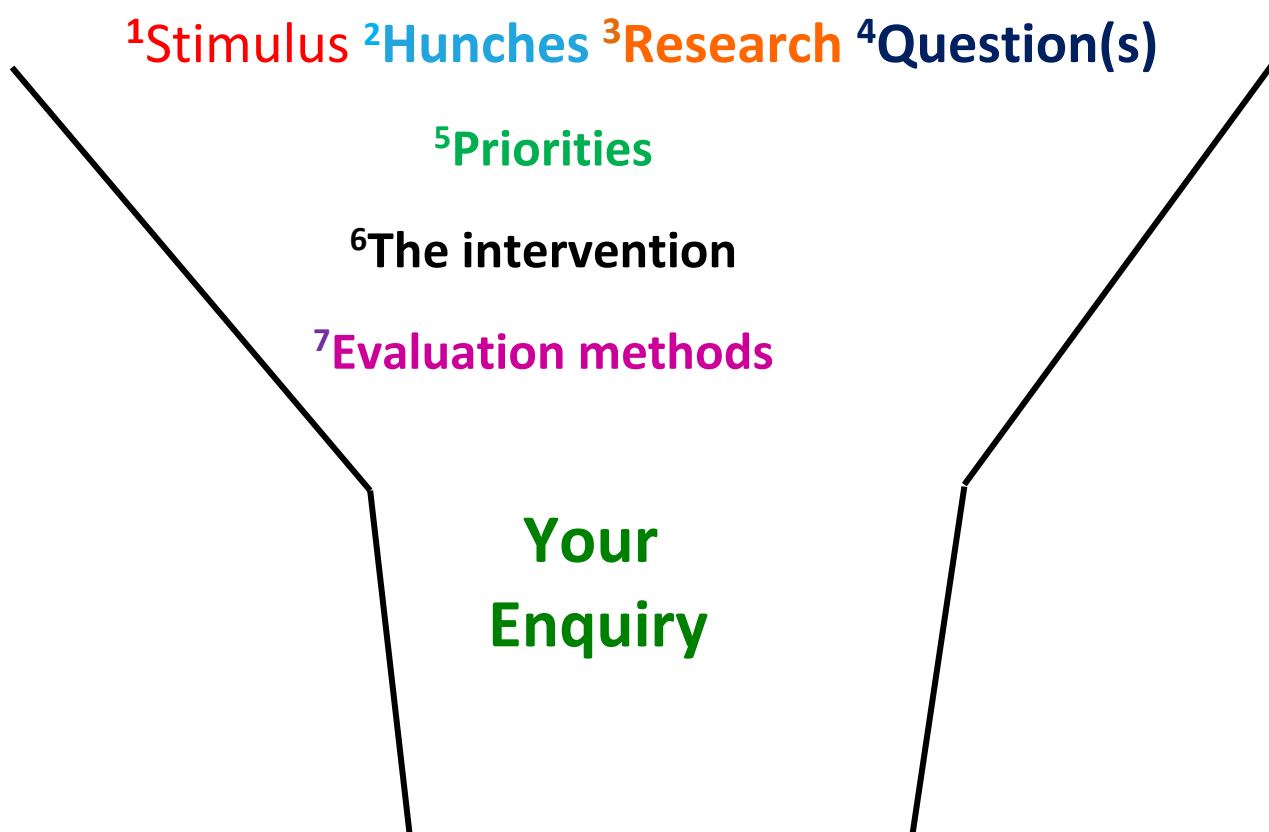 ¹Stimulus ²Hunches ³Research ⁴Question(s)
⁵Priorities
⁶The intervention
⁷Evaluation methods
Your
Enquiry